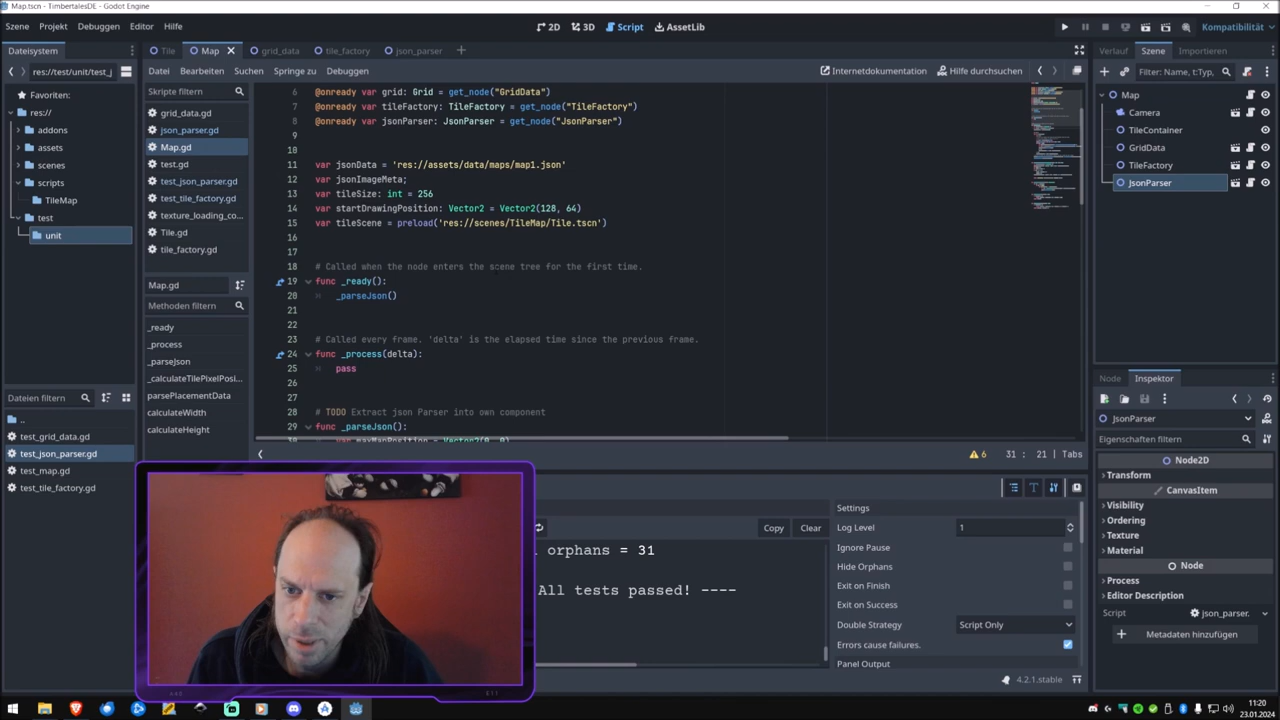 Map.tscn - TimbertalesDE - Godot Engine
Szene Projekt Debuggen Editor Hilfe
2D 3D Script AssetLib
Kompatibilität
Dateisystem
res://test/unit/test_j
Favoriten:
res://
addons
assets
scenes
scripts
TileMap
test
unit
Dateien filtern
..
test_grid_data.gd
test_json_parser.gd
test_map.gd
test_tile_factory.gd
Tile Map grid_data tile_factory json_parser
Datei Bearbeiten Suchen Springe zu Debuggen
Internetdokumentation Hilfe durchsuchen
Skripte filtern
grid_data.gd
json_parser.gd
Map.gd
test.gd
test_json_parser.gd
test_tile_factory.gd
texture_loading_co...
Tile.gd
tile_factory.gd
Map.gd
Methoden filtern
_ready
_process
_parseJson
_calculateTilePixelPosi...
parsePlacementData
calculateWidth
calculateHeight
6 @onready var grid: Grid = get_node("GridData")
7 @onready var tileFactory: TileFactory = get_node("TileFactory")
8 @onready var jsonParser: JsonParser = get_node("JsonParser")
9
10
11 var jsonData = 'res://assets/data/maps/map1.json'
12 var jsonImageMeta;
13 var tileSize: int = 256
14 var startDrawingPosition: Vector2 = Vector2(128, 64)
15 var tileScene = preload('res://scenes/TileMap/Tile.tscn')
16
17
18 # Called when the node enters the scene tree for the first time.
19 func _ready():
20 _parseJson()
21
22
23 # Called every frame. 'delta' is the elapsed time since the previous frame.
24 func _process(delta):
25 pass
26
27
28 # TODO Extract json Parser into own component
29 func _parseJson():
30 var maxMapPosition = Vector2(0, 0)
6 31 : 21 | Tabs
Copy Clear
orphans = 31
All tests passed! ----
Settings
Log Level 1
Ignore Pause
Hide Orphans
Exit on Finish
Exit on Success
Double Strategy Script Only
Errors cause failures.
Panel Output
4.2.1.stable
Verlauf Szene Importieren
Filter: Name, t:Typ,
Map
Camera
TileContainer
GridData
TileFactory
JsonParser
Node Inspektor
JsonParser
Eigenschaften filtern
Node2D
Transform
CanvasItem
Visibility
Ordering
Texture
Material
Node
Process
Editor Description
Script json_parser.
Metadaten hinzufügen
11:20
23.01.2024